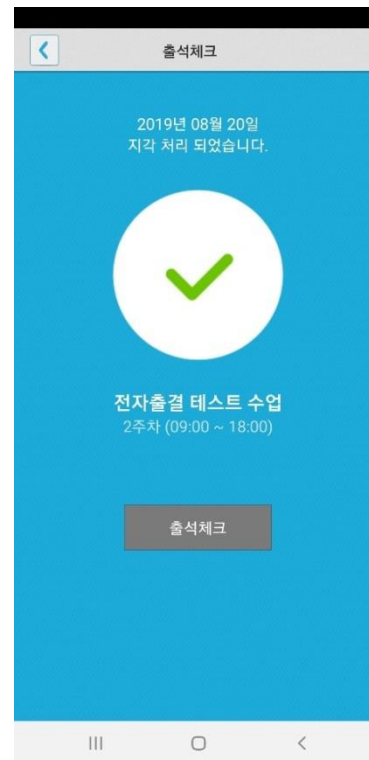 출석체크
2019년 08월 20일
지각 처리 되었습니다.
전자출결 테스트 수업
2주차 (09:00 ~ 18:00)
출석체크